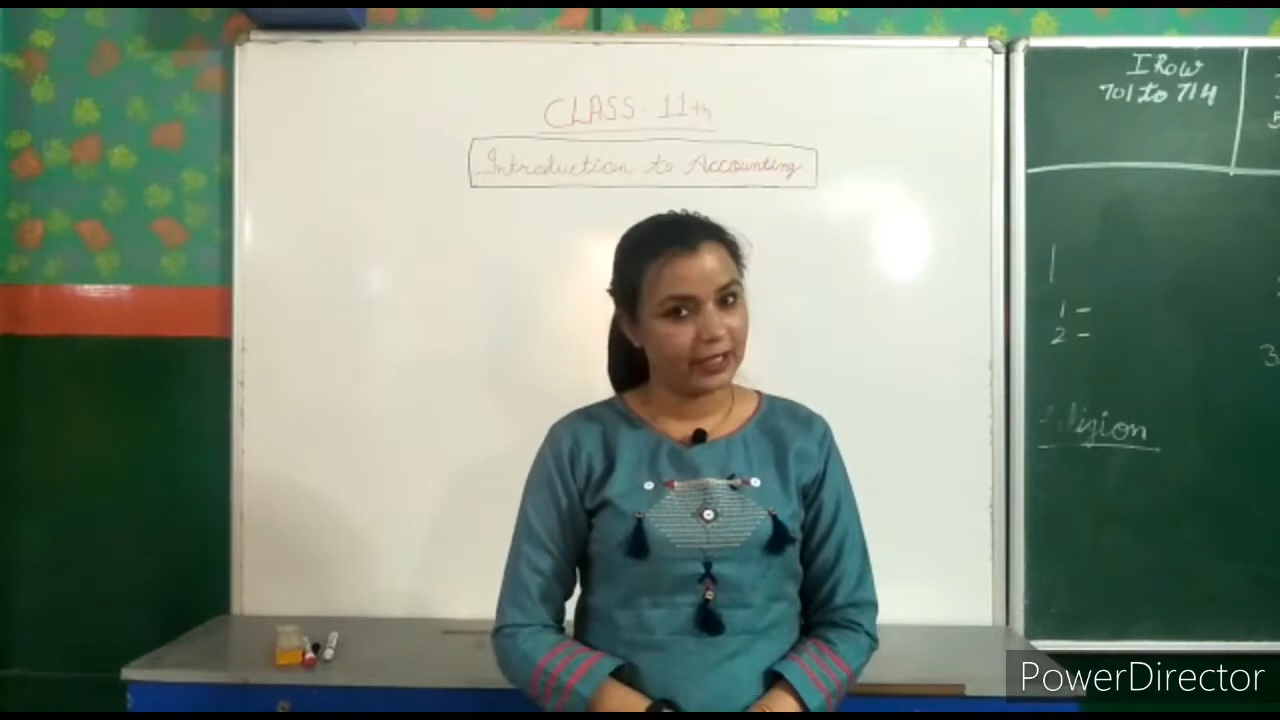 CLASS-11th
Introduction to Accounting
I ROW
701 to 714
1 -
2 -
PowerDirector